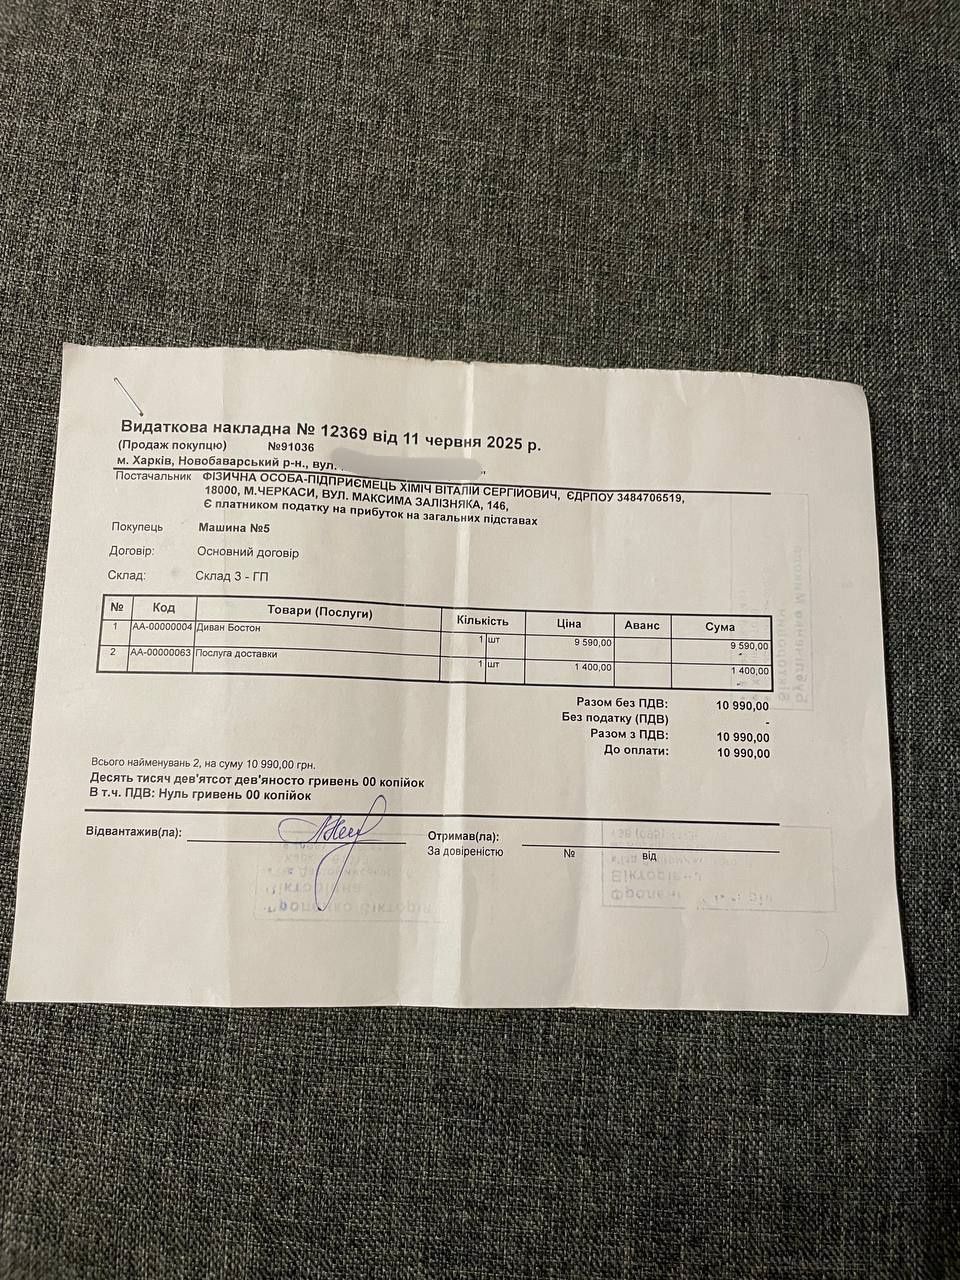 Видаткова накладна № 12369 від 11 червня 2025 р.
(Продаж покупцю) №91036
м. Харків, Новобаварський р-н., вул.
Постачальник ФІЗИЧНА ОСОБА-ПІДПРИЄМЕЦЬ ХІМІЧ ВІТАЛІЙ СЕРГІЙОВИЧ, ЄДРПОУ 3484706519,
18000, М.ЧЕРКАСИ, ВУЛ. МАКСИМА ЗАЛІЗНЯКА, 146,
Є платником податку на прибуток на загальних підставах
Покупець Машина №5
Договір: Основний договір
Склад: Склад 3 - ГП
№ Код Товари (Послуги) Кількість Ціна Аванс Сума
1 АА-00000004 Диван Бостон 1 шт 9 590,00 9 590,00
2 АА-00000063 Послуга доставки 1 шт 1 400,00 1 400,00
Разом без ПДВ: 10 990,00
Без податку (ПДВ) -
Разом з ПДВ: 10 990,00
До оплати: 10 990,00
Всього найменувань 2, на суму 10 990,00 грн.
Десять тисяч дев'ятсот дев'яносто гривень 00 копійок
В т.ч. ПДВ: Нуль гривень 00 копійок
Відвантажив(ла): Отримав(ла):
За довіреністю № від